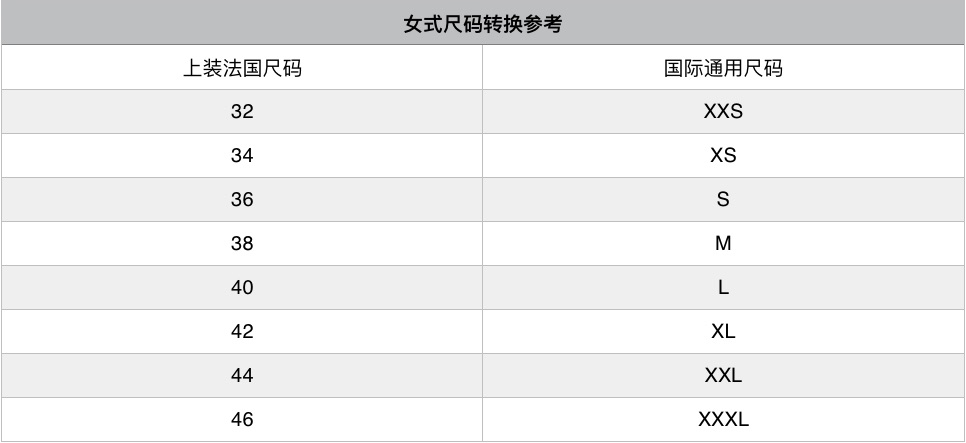 女式尺码转换参考
上装法国尺码 国际通用尺码
32 XXS
34 XS
36 S
38 M
40 L
42 XL
44 XXL
46 XXXL